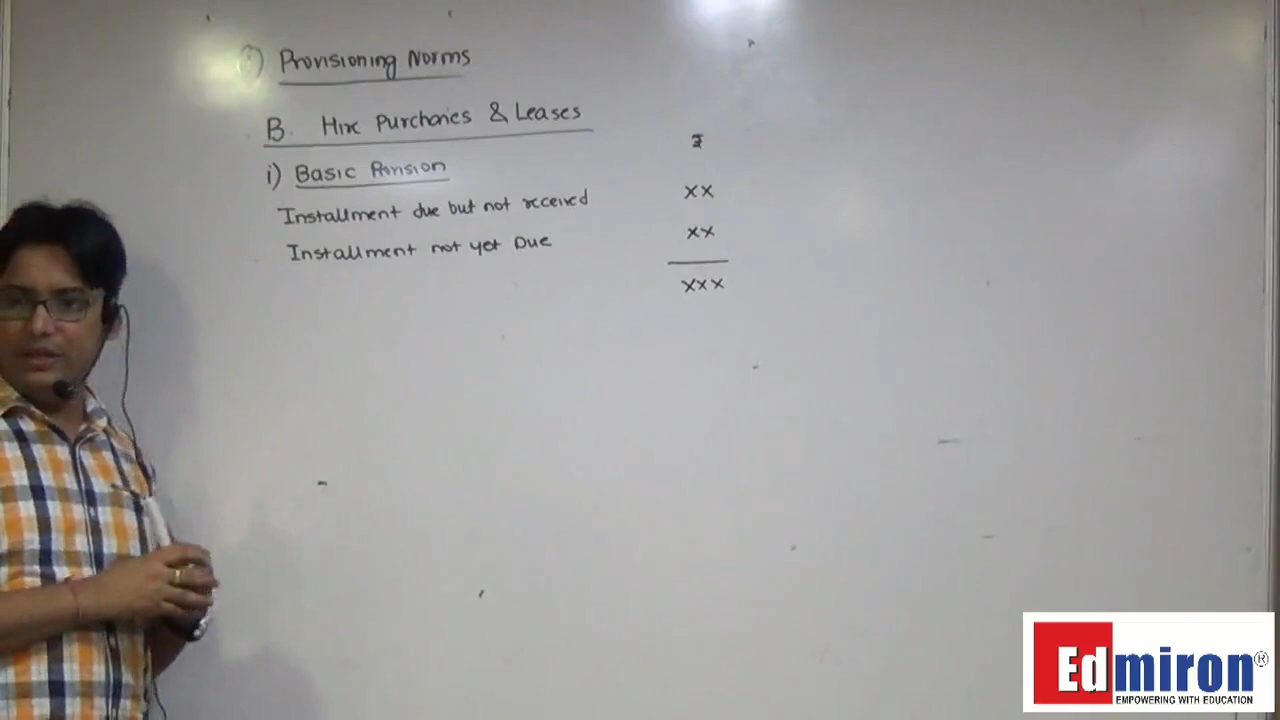 Provisioning Norms
B. Hire Purchases & Leases
₹
i) Basic Provision
Installment due but not received xx
Installment not yet Due xx
xxx
Edmiron®
EMPOWERING WITH EDUCATION